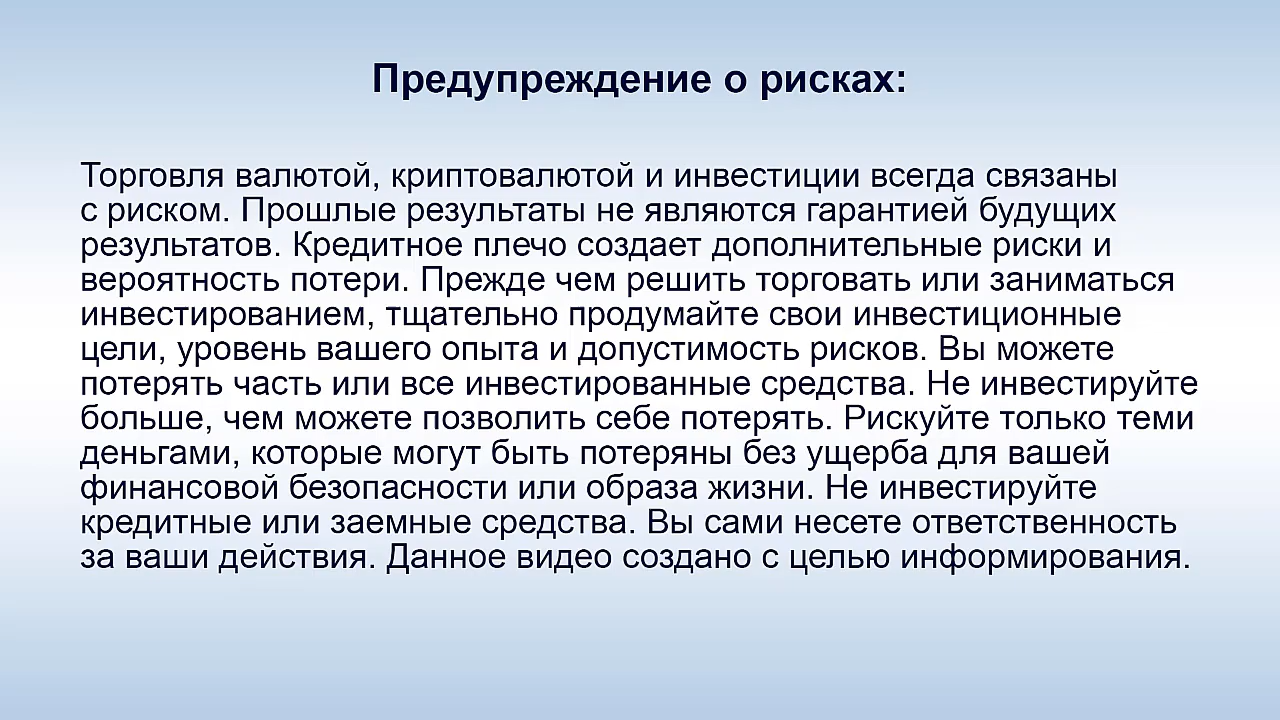 Предупреждение о рисках:
Торговля валютой, криптовалютой и инвестиции всегда связаны
с риском. Прошлые результаты не являются гарантией будущих
результатов. Кредитное плечо создает дополнительные риски и
вероятность потери. Прежде чем решить торговать или заниматься
инвестированием, тщательно продумайте свои инвестиционные
цели, уровень вашего опыта и допустимость рисков. Вы можете
потерять часть или все инвестированные средства. Не инвестируйте
больше, чем можете позволить себе потерять. Рискуйте только теми
деньгами, которые могут быть потеряны без ущерба для вашей
финансовой безопасности или образа жизни. Не инвестируйте
кредитные или заемные средства. Вы сами несете ответственность
за ваши действия. Данное видео создано с целью информирования.